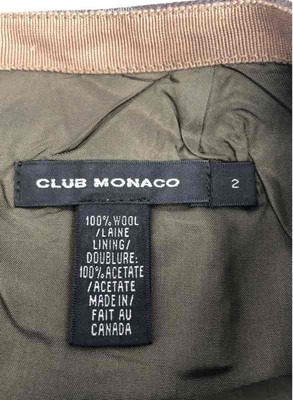 CLUB MONACO
2
100% WOOL
/LAINE
LINING/
DOUBLURE:
100% ACETATE
/ACETATE
MADE IN/
FAIT AU
CANADA